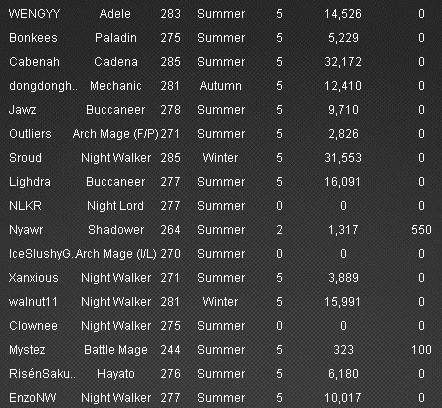 WENGYY Adele 283 Summer 5 14,526 0
Bonkees Paladin 275 Summer 5 5,229 0
Cabenah Cadena 285 Summer 5 32,172 0
dongdongh.. Mechanic 281 Autumn 5 12,410 0
Jawz Buccaneer 278 Summer 5 9,710 0
Outliers Arch Mage (F/P) 271 Summer 5 2,826 0
Sroud Night Walker 285 Winter 5 31,553 0
Lighdra Buccaneer 277 Summer 5 16,091 0
NLKR Night Lord 277 Summer 0 0 0
Nyawr Shadower 264 Summer 2 1,317 550
IceSlushyG.. Arch Mage (I/L) 270 Summer 0 0 0
Xanxious Night Walker 271 Summer 5 3,889 0
walnut11 Night Walker 281 Winter 5 15,991 0
Clownee Night Walker 275 Summer 0 0 0
Mystez Battle Mage 244 Summer 5 323 100
RisénSaku.. Hayato 276 Summer 5 6,180 0
EnzoNW Night Walker 277 Summer 5 10,017 0